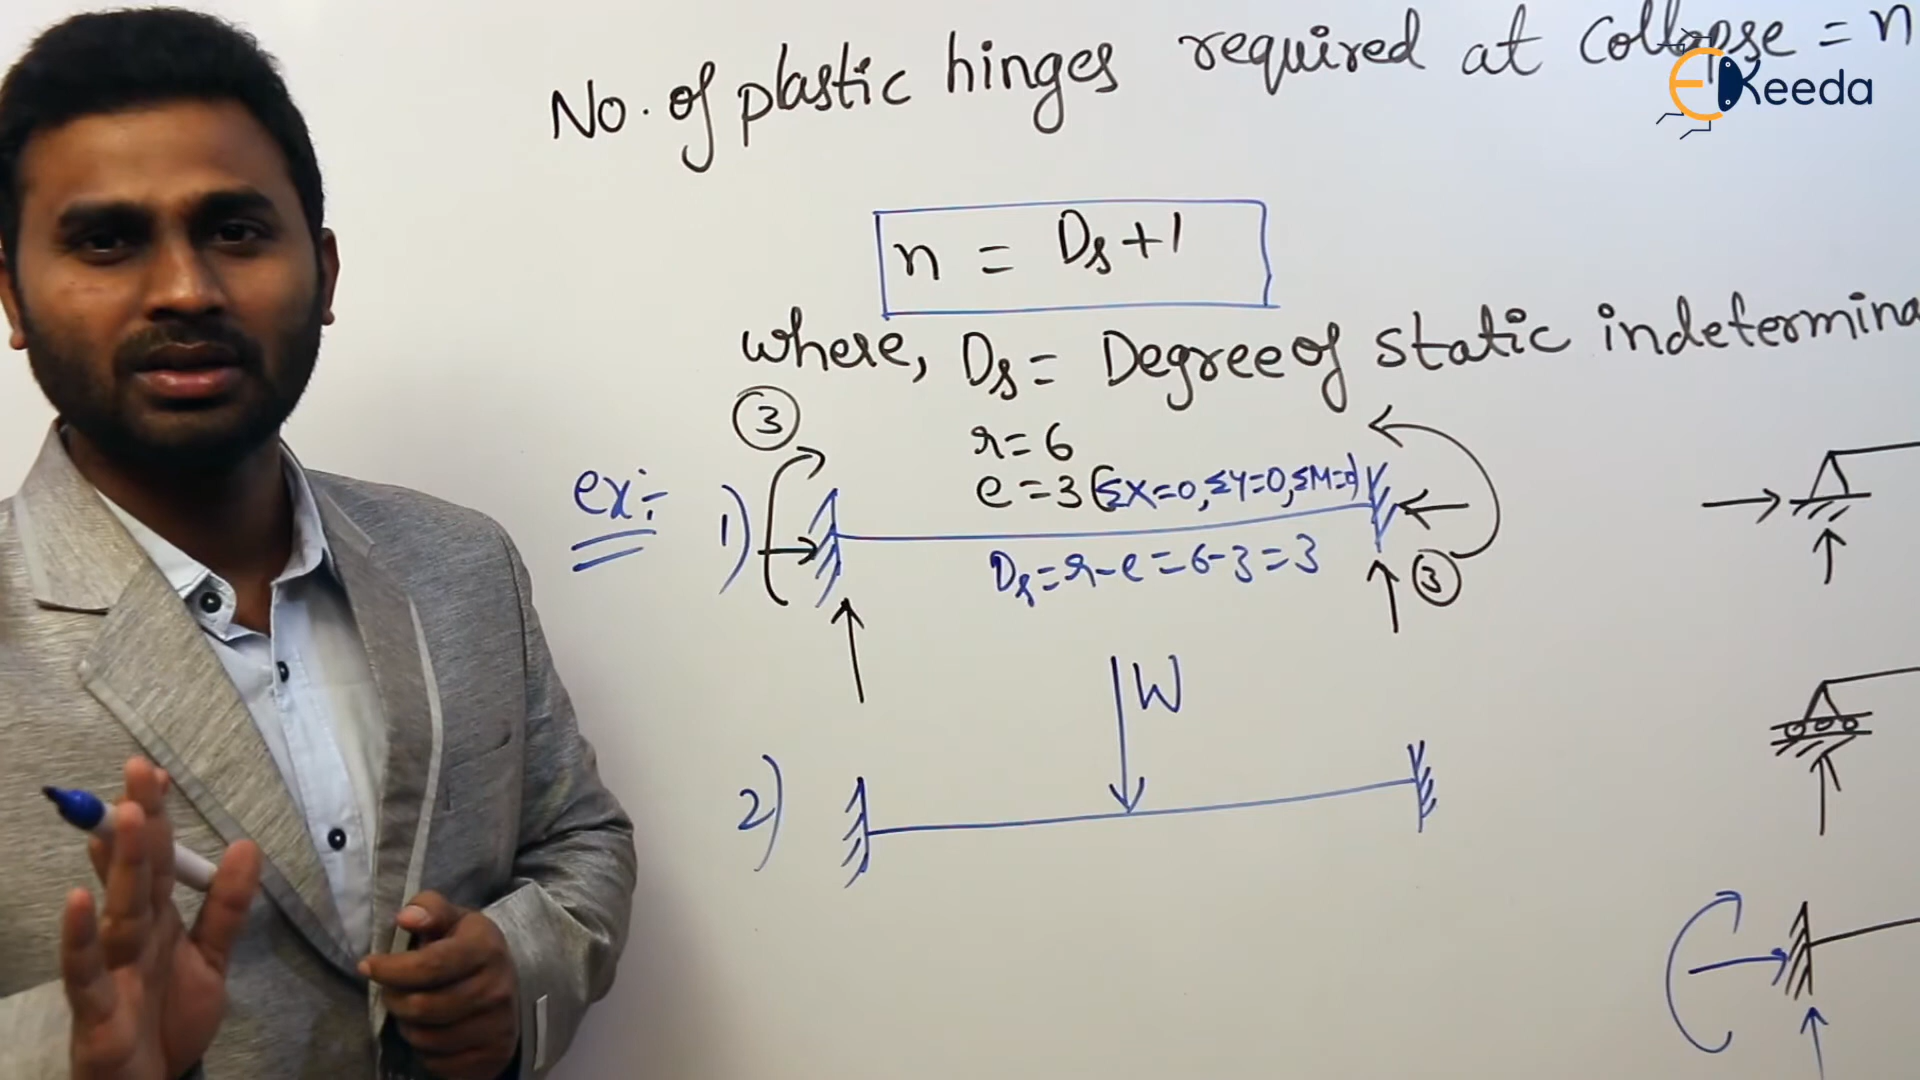 No. of plastic hinges required at collapse = n
EKeeda
n = Ds+1
where, Ds = Degree of static indetermina
3
r=6
e=3 (ΣX=0, ΣY=0, ΣM=0)
ex:- 1)
Ds=r-e=6-3=3
3
W
2)